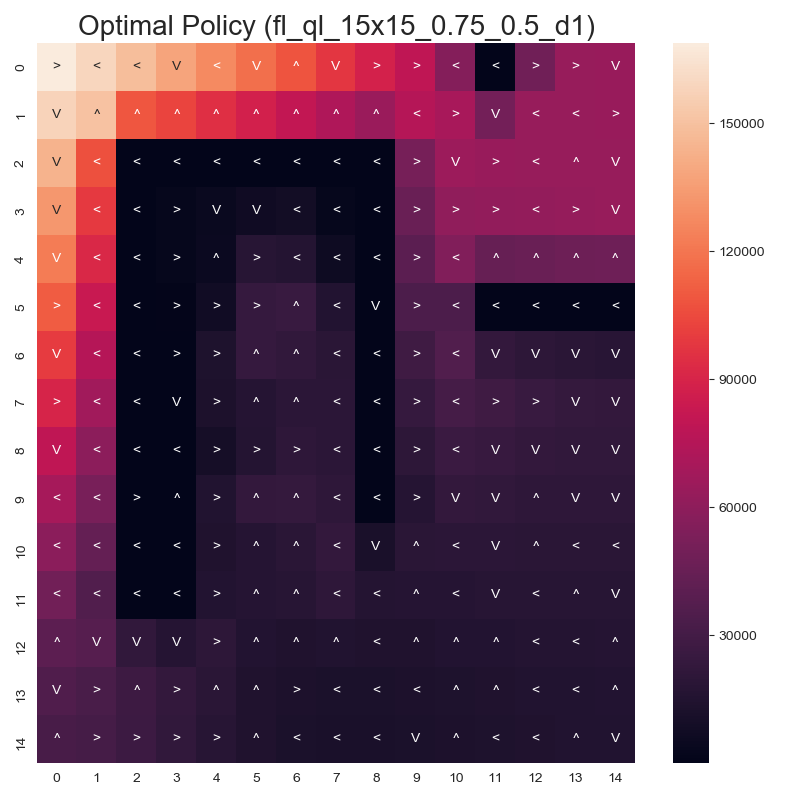 Optimal Policy (fl_ql_15x15_0.75_0.5_d1)
0 > < < V < V ^ V > > < < > > V
1 V ^ ^ ^ ^ ^ ^ ^ ^ < < V < < >
2 V < < < < < < < < > V > < ^ V
3 V < < > V V < < < > > > < > V
4 V < < > ^ > < < < > < ^ ^ ^ ^
5 > < < > > > ^ < V > < < < < <
6 V < < > > ^ ^ < < > < V V V V
7 > < < V > ^ ^ < < > < > > V V
8 V < < < > > > < < > < V V V V
9 < < > ^ > ^ ^ < < > V V ^ V V
10 < < < < > ^ ^ < V ^ < V ^ < <
11 < < < < > ^ ^ < < ^ < V < ^ V
12 ^ V V V > ^ ^ ^ < ^ ^ ^ < < ^
13 V > ^ > ^ ^ > < < < ^ ^ < < ^
14 ^ > > > > ^ < < < V ^ < < ^ V
0 1 2 3 4 5 6 7 8 9 10 11 12 13 14
150000
120000
90000
60000
30000